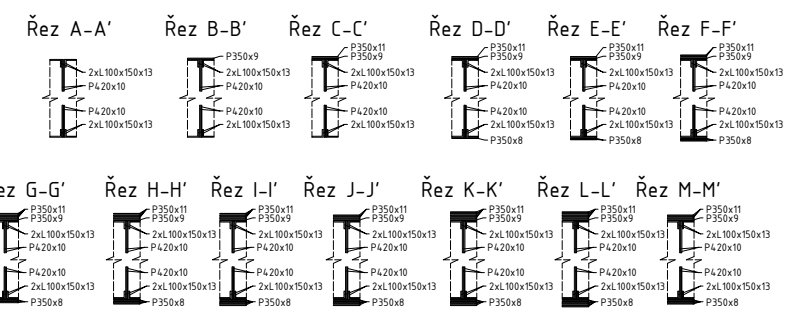 Řez A-A'
2xL100x150x13
P420x10
P420x10
2xL100x150x13
Řez B-B'
P350x9
2xL100x150x13
P420x10
P420x10
2xL100x150x13
Řez C-C'
P350x11
P350x9
2xL100x150x13
P420x10
P420x10
2xL100x150x13
Řez D-D'
P350x11
P350x9
2xL100x150x13
P420x10
P420x10
2xL100x150x13
P350x8
Řez E-E'
P350x11
P350x9
2xL100x150x13
P420x10
P420x10
2xL100x150x13
P350x8
Řez F-F'
P350x11
P350x9
2xL100x150x13
P420x10
P420x10
2xL100x150x13
P350x8
ez G-G'
P350x11
P350x9
2xL100x150x13
P420x10
P420x10
2xL100x150x13
P350x8
Řez H-H'
P350x11
P350x9
2xL100x150x13
P420x10
P420x10
2xL100x150x13
P350x8
Řez I-I'
P350x11
P350x9
2xL100x150x13
P420x10
P420x10
2xL100x150x13
P350x8
Řez J-J'
P350x11
P350x9
2xL100x150x13
P420x10
P420x10
2xL100x150x13
P350x8
Řez K-K'
P350x11
P350x9
2xL100x150x13
P420x10
P420x10
2xL100x150x13
P350x8
Řez L-L'
P350x11
P350x9
2xL100x150x13
P420x10
P420x10
2xL100x150x13
P350x8
Řez M-M'
P350x11
P350x9
2xL100x150x13
P420x10
P420x10
2xL100x150x13
P350x8